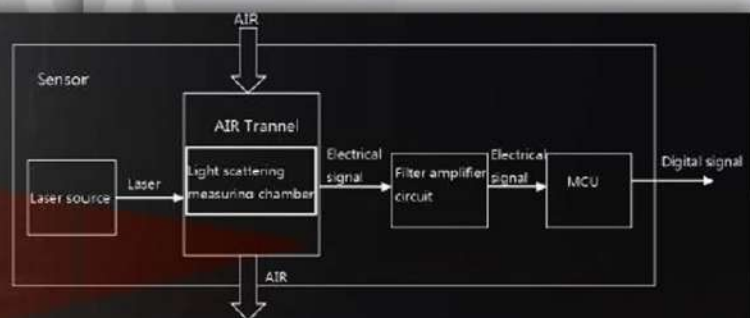 AIR
Sensor
AIR Trannel
Laser source
Laser
Light scattering
measuring chamber
Electrical
signal
Filter amplifier
circuit
Electrical
signal
MCU
Digital signal
AIR